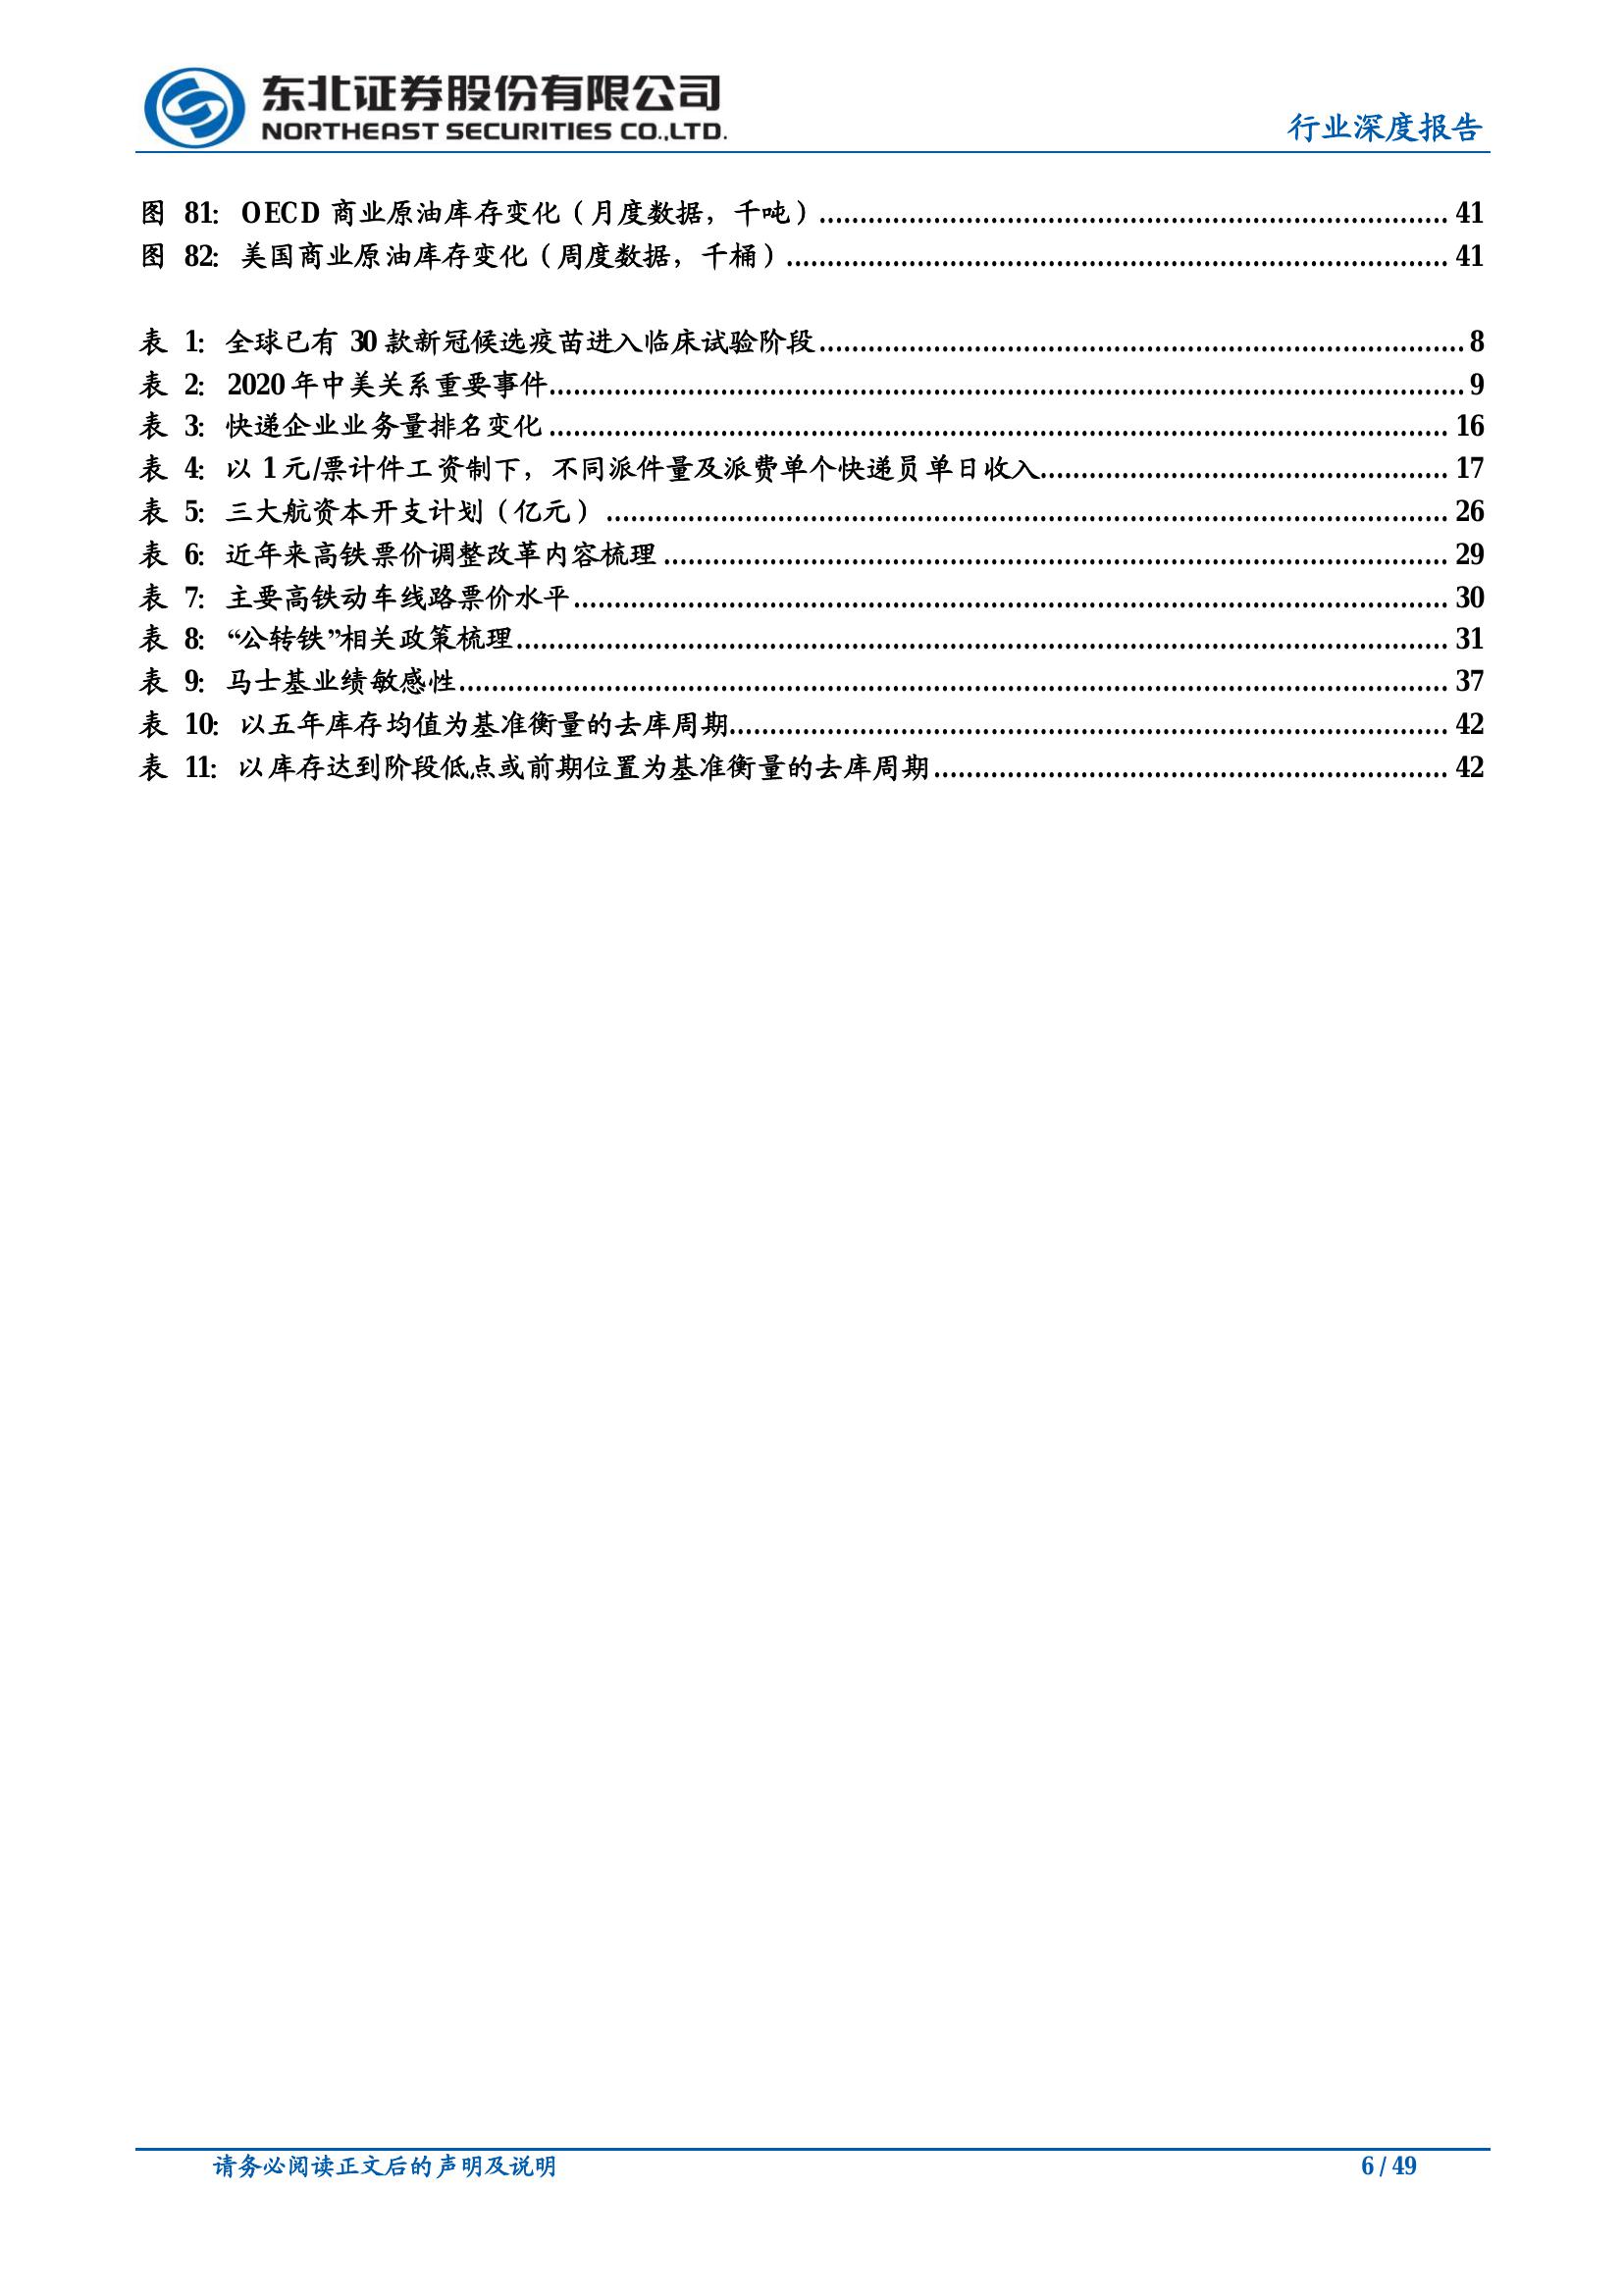 东北证券股份有限公司
NORTHEAST SECURITIES CO.,LTD.
行业深度报告
图 81: OECD 商业原油库存变化（月度数据，千吨）........ 41
图 82: 美国商业原油库存变化（周度数据，千桶）........ 41
表 1: 全球已有 30 款新冠候选疫苗进入临床试验阶段........ 8
表 2: 2020 年中美关系重要事件........ 9
表 3: 快递企业业务量排名变化........ 16
表 4: 以 1 元/票计件工资制下，不同派件量及派费单个快递员单日收入........ 17
表 5: 三大航资本开支计划（亿元）........ 26
表 6: 近年来高铁票价调整改革内容梳理........ 29
表 7: 主要高铁动车线路票价水平........ 30
表 8: “公转铁”相关政策梳理........ 31
表 9: 马士基业绩敏感性........ 37
表 10: 以五年库存均值为基准衡量的去库周期........ 42
表 11: 以库存达到阶段低点或前期位置为基准衡量的去库周期........ 42
请务必阅读正文后的声明及说明
6 / 49